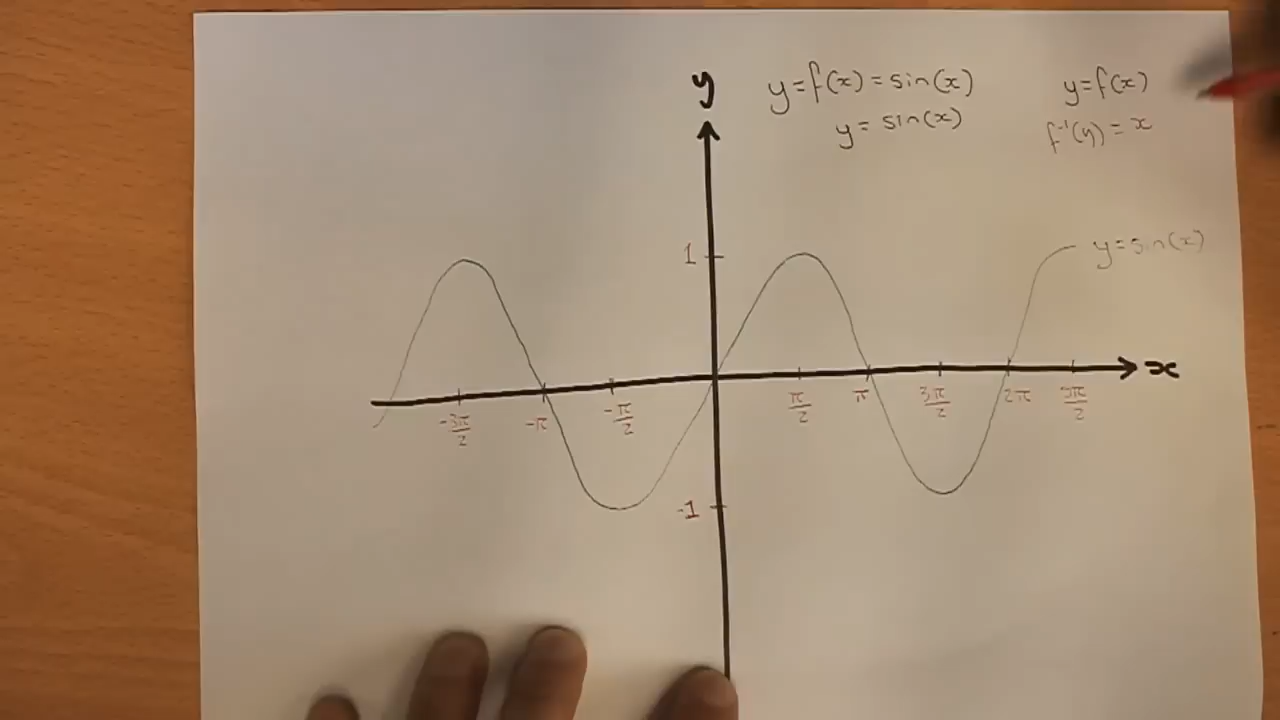 y
y=f(x)=sin(x)
y=f(x)
y=sin(x)
f⁻¹(y)=x
1
y=sin(x)
x
-3π/2
-π
-π/2
π/2
π
3π/2
2π
5π/2
-1